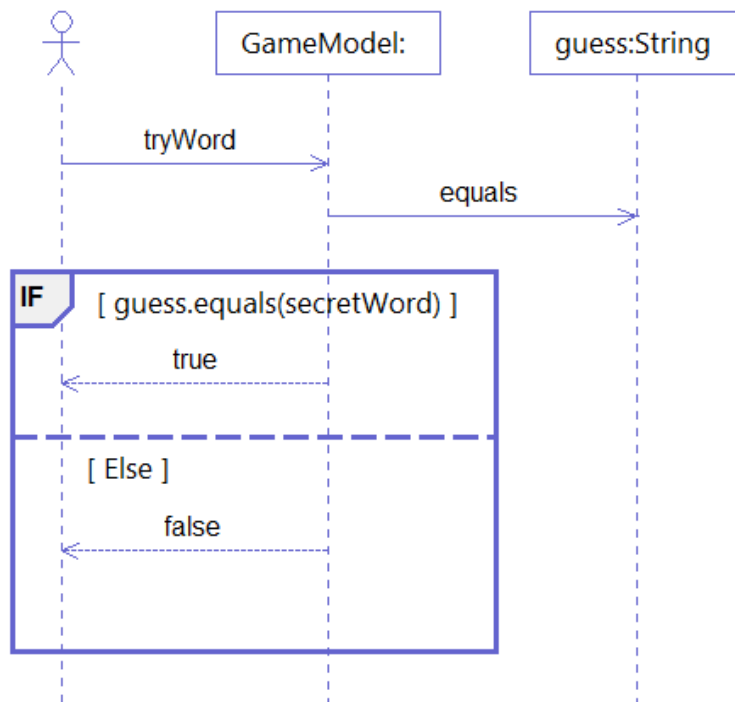 GameModel:
guess:String
tryWord
equals
IF
[ guess.equals(secretWord) ]
true
[ Else ]
false